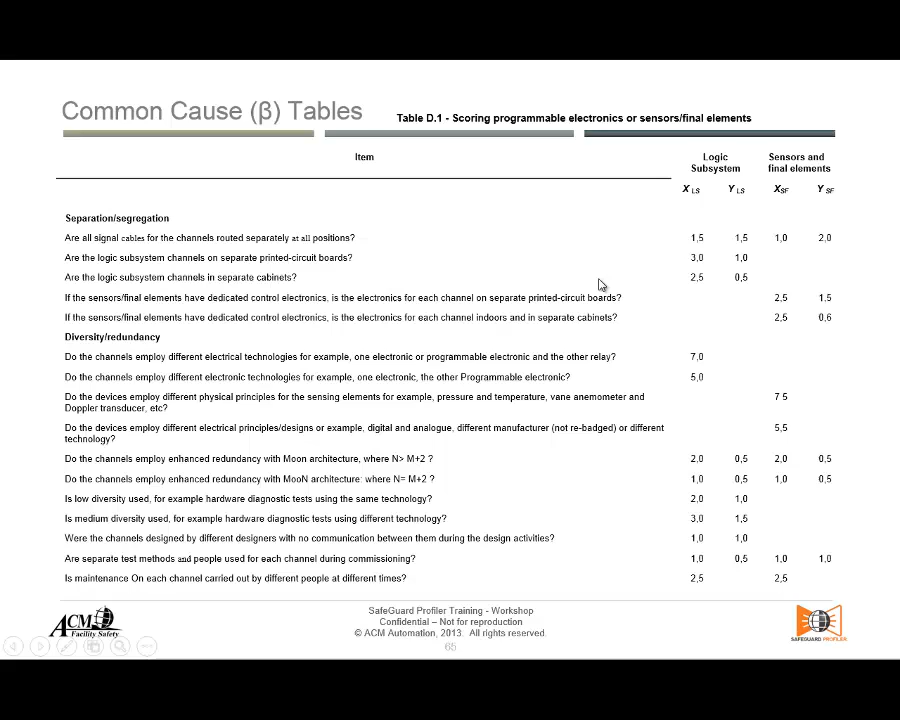 Common Cause (β) Tables
Table D.1 - Scoring programmable electronics or sensors/final elements
Item
Logic
Subsystem
Sensors and
final elements
X LS Y LS XSF Y SF
Separation/segregation
Are all signal cables for the channels routed separately at all positions? 1,5 1,5 1,0 2,0
Are the logic subsystem channels on separate printed-circuit boards? 3,0 1,0
Are the logic subsystem channels in separate cabinets? 2,5 0,5
If the sensors/final elements have dedicated control electronics, is the electronics for each channel on separate printed-circuit boards? 2,5 1,5
If the sensors/final elements have dedicated control electronics, is the electronics for each channel indoors and in separate cabinets? 2,5 0,6
Diversity/redundancy
Do the channels employ different electrical technologies for example, one electronic or programmable electronic and the other relay? 7,0
Do the channels employ different electronic technologies for example, one electronic, the other Programmable electronic? 5,0
Do the devices employ different physical principles for the sensing elements for example, pressure and temperature, vane anemometer and
Doppler transducer, etc? 7 5
Do the devices employ different electrical principles/designs or example, digital and analogue, different manufacturer (not re-badged) or different
technology? 5,5
Do the channels employ enhanced redundancy with Moon architecture, where N> M+2 ? 2,0 0,5 2,0 0,5
Do the channels employ enhanced redundancy with MooN architecture: where N= M+2 ? 1,0 0,5 1,0 0,5
Is low diversity used, for example hardware diagnostic tests using the same technology? 2,0 1,0
Is medium diversity used, for example hardware diagnostic tests using different technology? 3,0 1,5
Were the channels designed by different designers with no communication between them during the design activities? 1,0 1,0
Are separate test methods and people used for each channel during commissioning? 1,0 0,5 1,0 1,0
Is maintenance On each channel carried out by different people at different times? 2,5 2,5
ACM
Facility Safety
SafeGuard Profiler Training - Workshop
Confidential – Not for reproduction
© ACM Automation, 2013. All rights reserved.
65
SAFEGUARD PROFILER